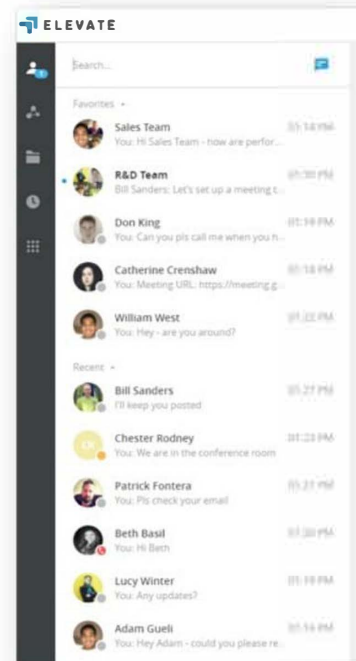 ELEVATE
Search...
Favorites
Sales Team
You: Hi Sales Team - how are perfor...
R&D Team
Bill Sanders: Let's set up a meeting t...
Don King
You: Can you pls call me when you h...
Catherine Crenshaw
You: Meeting URL: https://meeting.g...
William West
You: Hey - are you around?
Recent
Bill Sanders
I'll keep you posted
Chester Rodney
You: We are in the conference room
Patrick Fontera
You: Pls check your email
Beth Basil
You: Hi Beth
Lucy Winter
You: Any updates?
Adam Gueli
You: Hey Adam - could you please re...